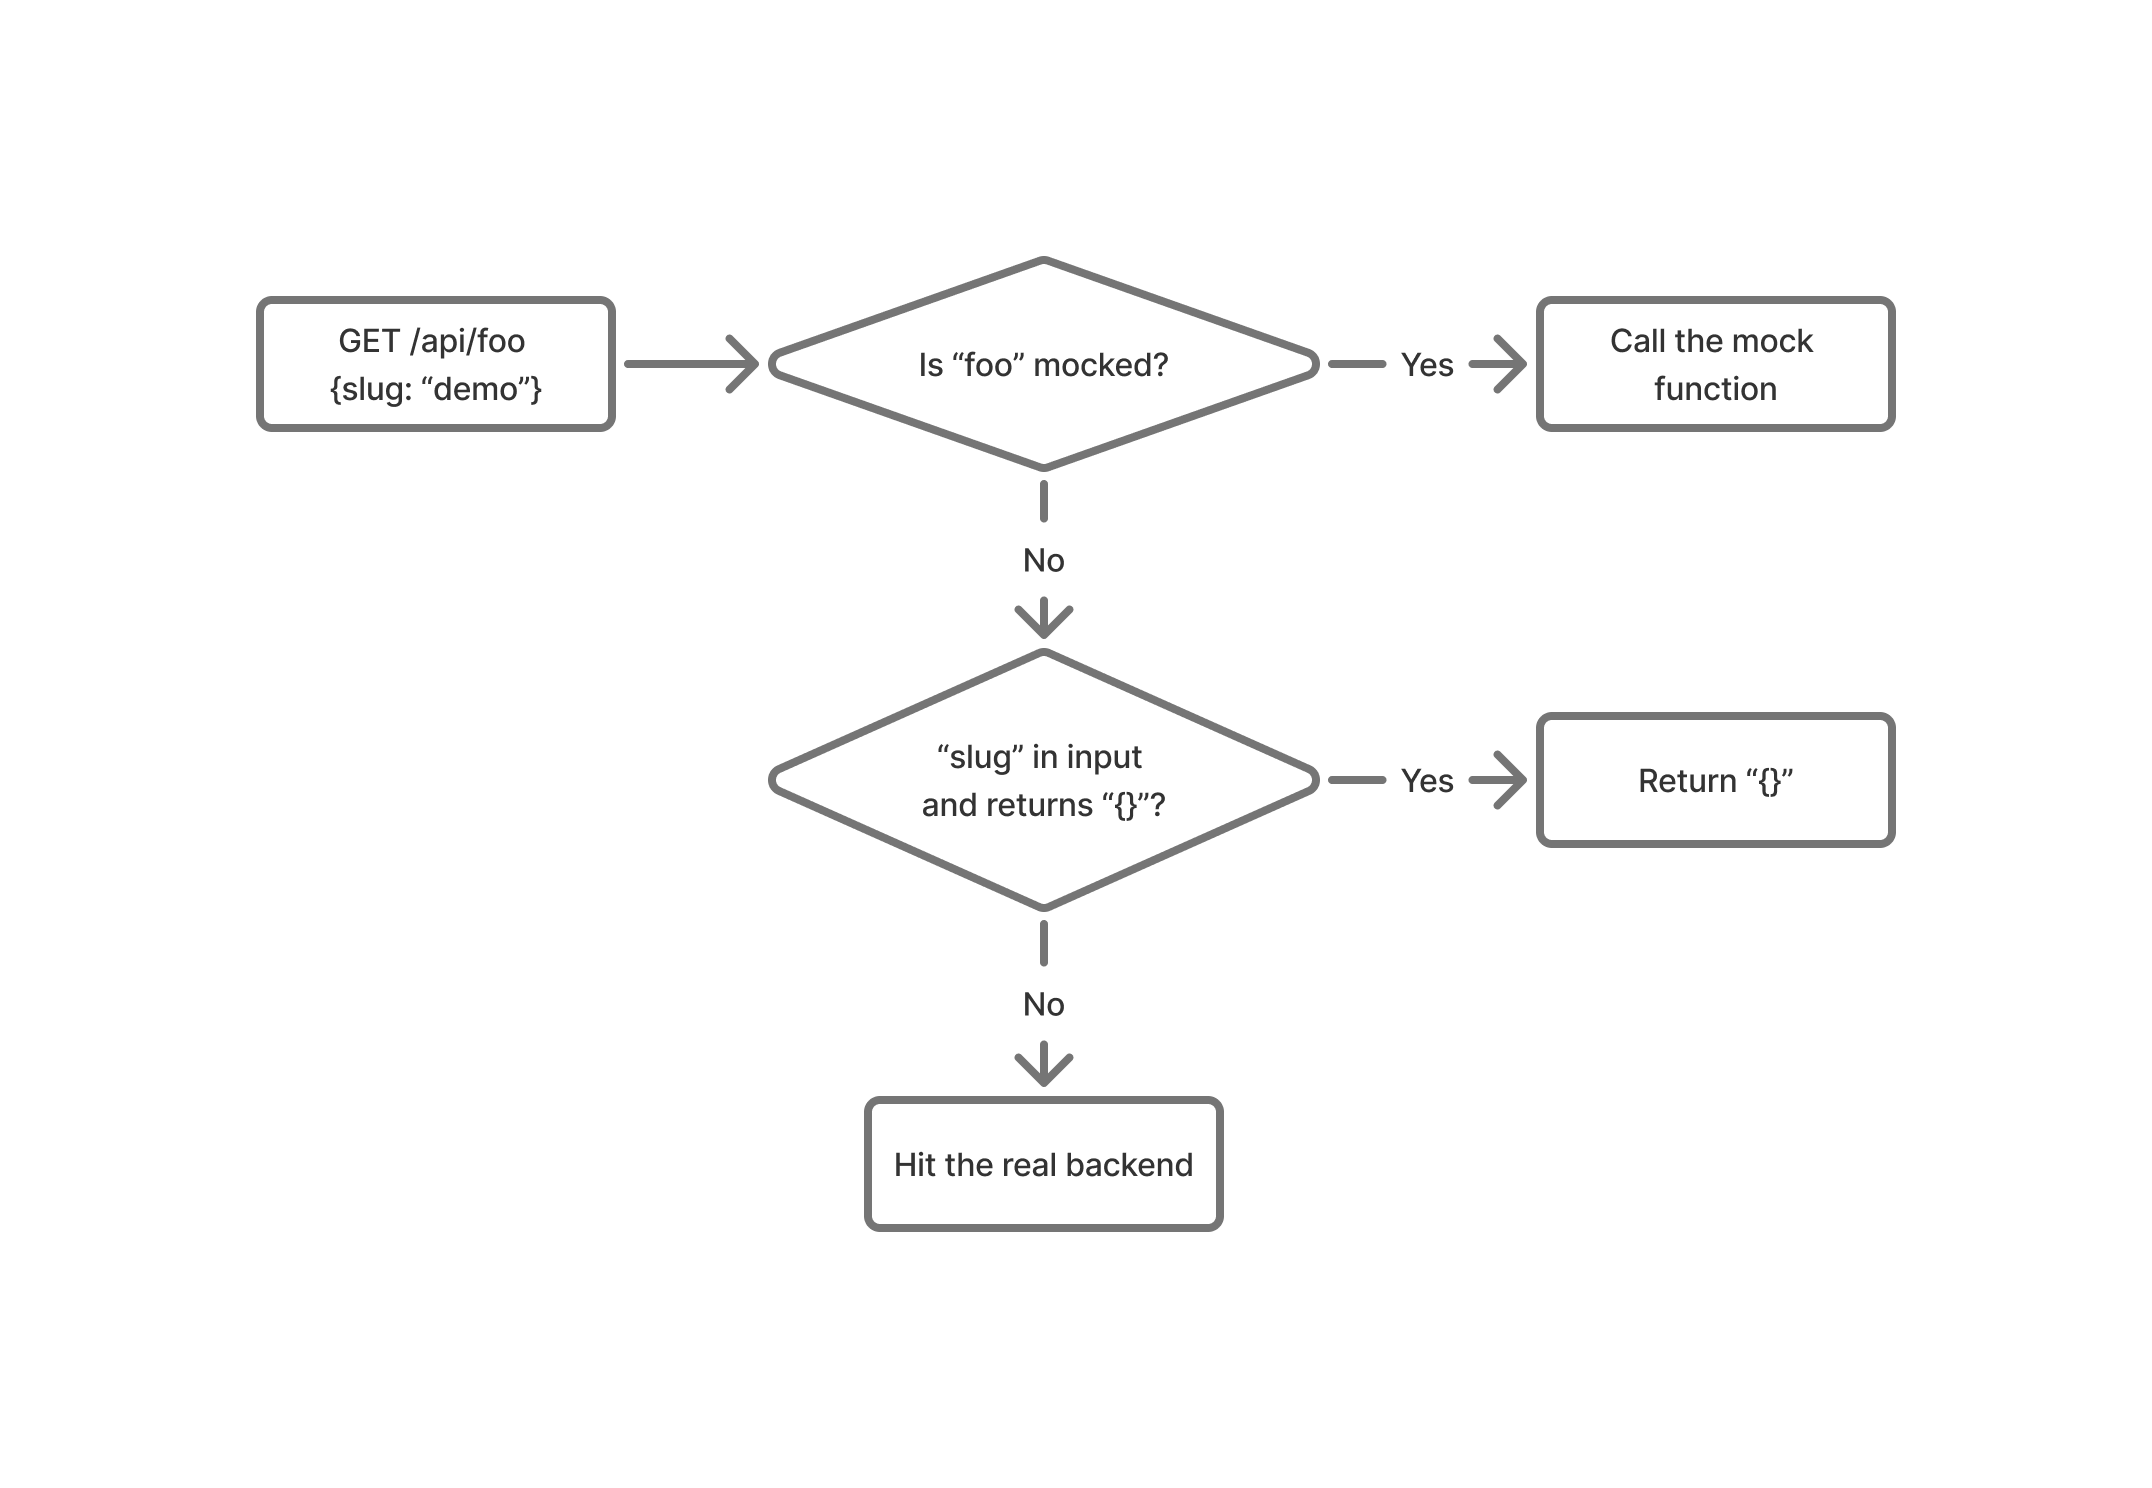 GET /api/foo
{slug: “demo”}
Is “foo” mocked?
Yes
Call the mock
function
No
“slug” in input
and returns “{}”?
Yes
Return “{}”
No
Hit the real backend